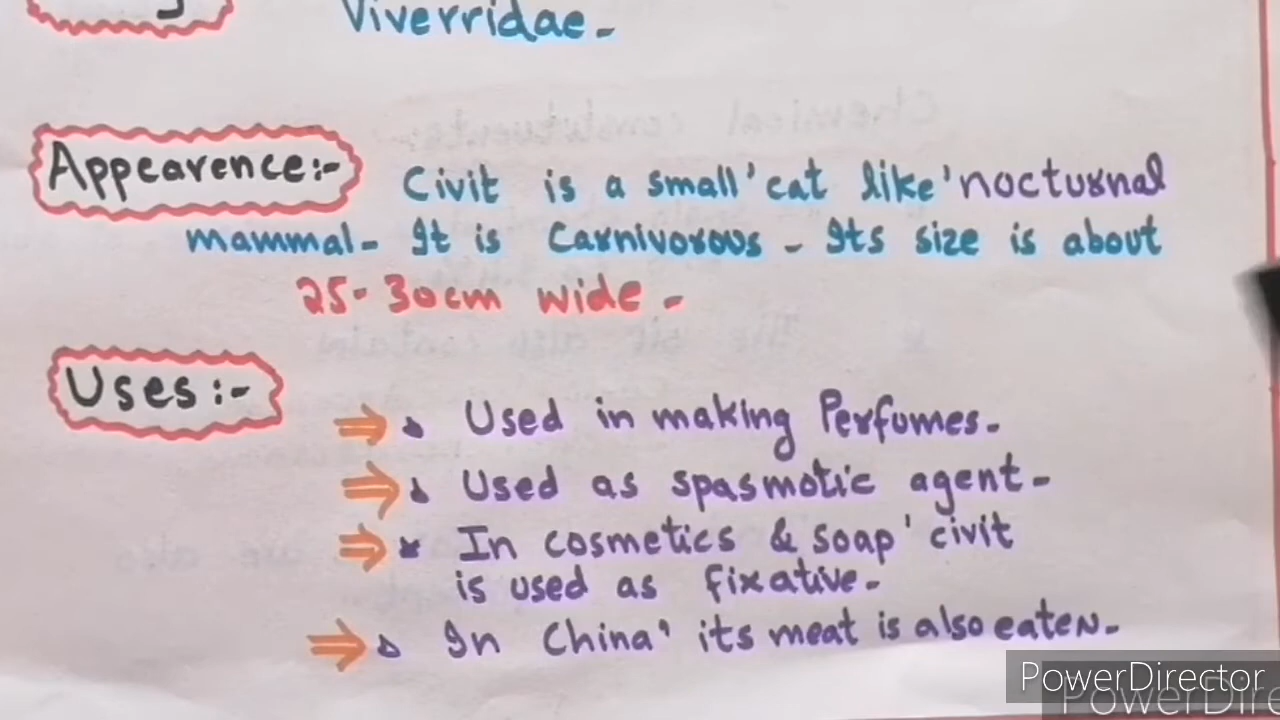 Viverridae-
Appearence:- Civit is a small 'cat like' nocturnal
mammal- It is Carnivorous - Its size is about
25-30cm wide -
Uses:-
⇒ Used in making Perfumes-
⇒ Used as spasmotic agent-
⇒ In cosmetics & soap 'civit
is used as fixative-
⇒ In China' its meat is also eaten-
PowerDirector
PowerDire